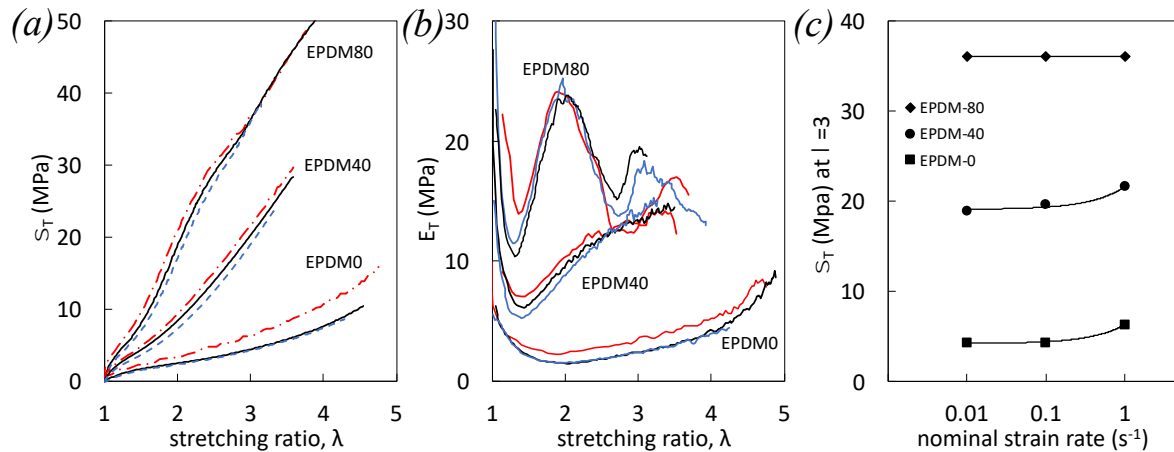 (a)
50
40
30
20
10
0
S_T (MPa)
EPDM80
EPDM40
EPDM0
1 2 3 4 5
stretching ratio, λ
(b)
30
20
10
0
E_T (MPa)
EPDM80
EPDM40
EPDM0
1 2 3 4 5
stretching ratio, λ
(c)
40
30
20
10
0
S_T (Mpa) at l =3
EPDM-80
EPDM-40
EPDM-0
0.01 0.1 1
nominal strain rate (s⁻¹)